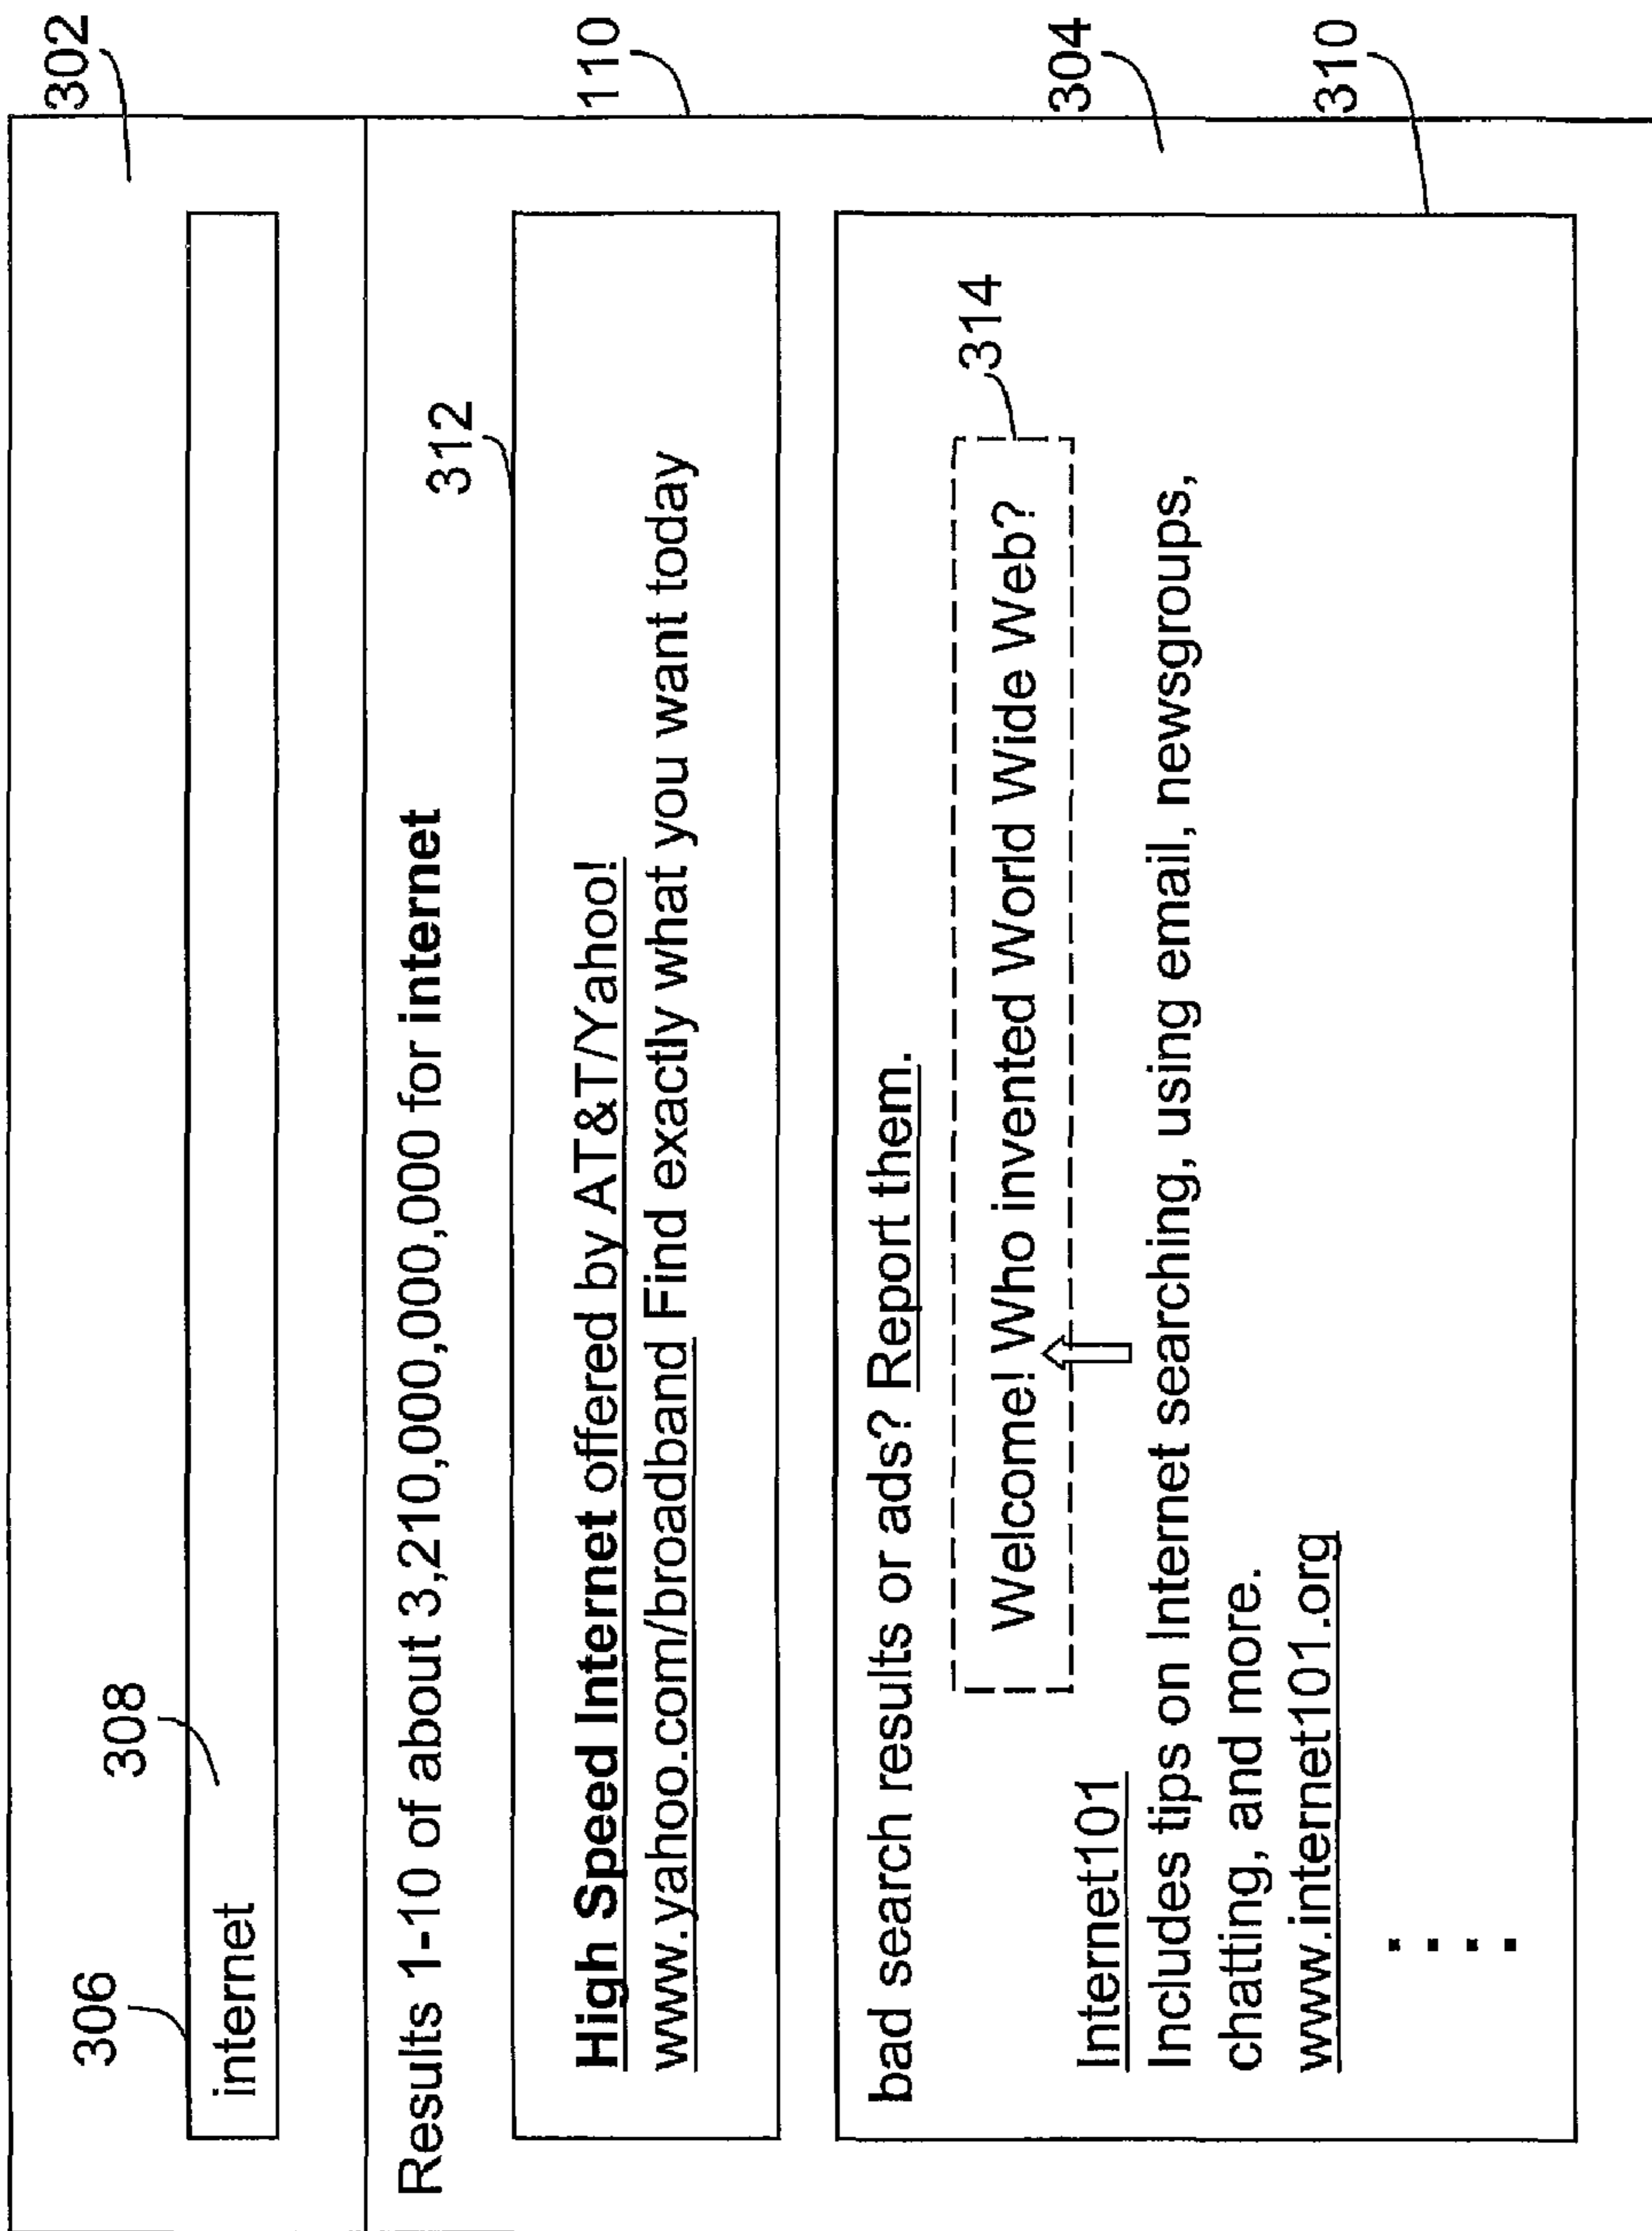 302
306
308
internet
Results 1-10 of about 3,210,000,000,000 for internet
312
110
High Speed Internet offered by AT&T/Yahoo!
www.yahoo.com/broadband Find exactly what you want today
bad search results or ads? Report them.
314
Welcome! Who invented World Wide Web?
304
Internet101
Includes tips on Internet searching, using email, newsgroups,
chatting, and more.
www.internet101.org
310